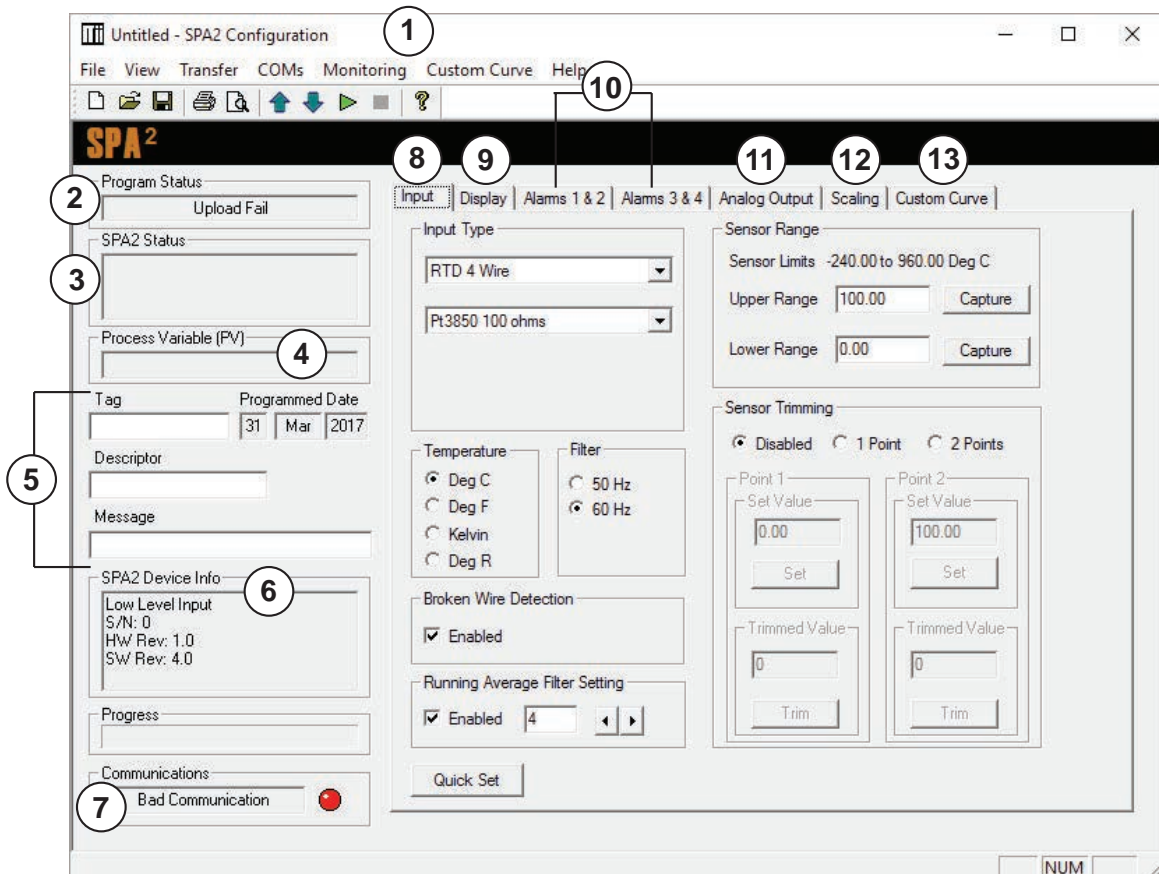 Untitled - SPA2 Configuration
1
File View Transfer COMs Monitoring Custom Curve Help
10
SPA²
8 9 11 12 13
2
Program Status
Upload Fail
3
SPA2 Status
Process Variable (PV)
4
5
Tag Programmed Date
31 Mar 2017
Descriptor
Message
SPA2 Device Info
6
Low Level Input
S/N: 0
HW Rev: 1.0
SW Rev: 4.0
Progress
Communications
7
Bad Communication
Input Display Alarms 1 & 2 Alarms 3 & 4 Analog Output Scaling Custom Curve
Input Type
RTD 4 Wire
Pt3850 100 ohms
Temperature
Deg C
Deg F
Kelvin
Deg R
Filter
50 Hz
60 Hz
Broken Wire Detection
Enabled
Running Average Filter Setting
Enabled 4
Quick Set
Sensor Range
Sensor Limits -240.00 to 960.00 Deg C
Upper Range 100.00 Capture
Lower Range 0.00 Capture
Sensor Trimming
Disabled 1 Point 2 Points
Point 1
Set Value
0.00
Set
Trimmed Value
0
Trim
Point 2
Set Value
100.00
Set
Trimmed Value
0
Trim
NUM